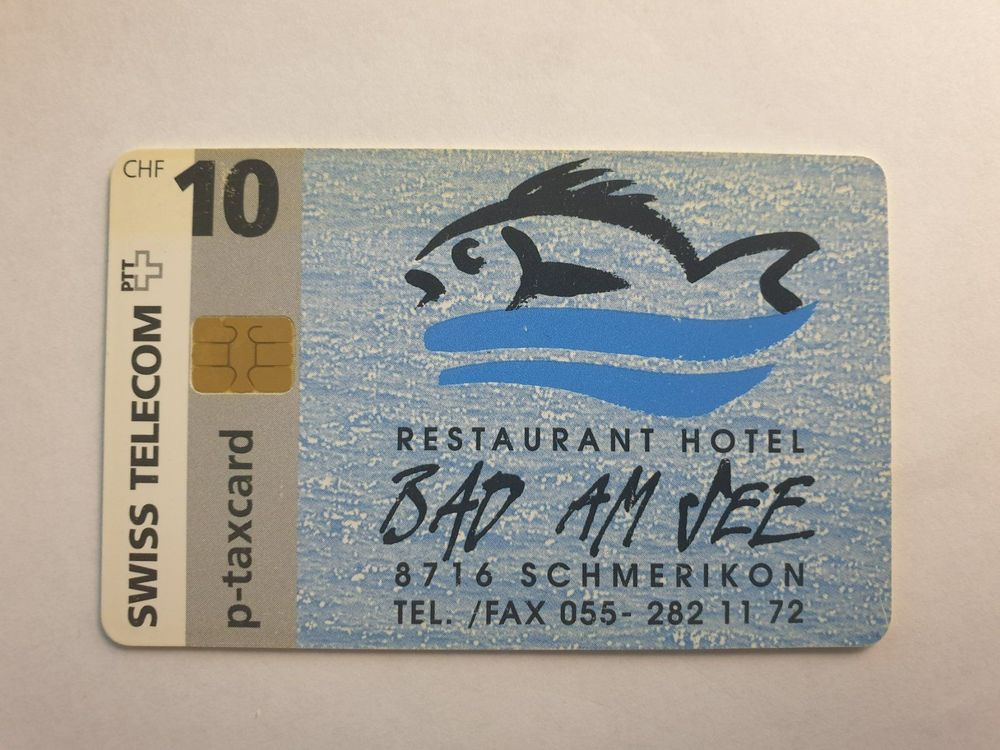 CHF 10
SWISS TELECOM PTT
p-taxcard
RESTAURANT HOTEL
BAD AM SEE
8716 SCHMERIKON
TEL. /FAX 055- 282 11 72